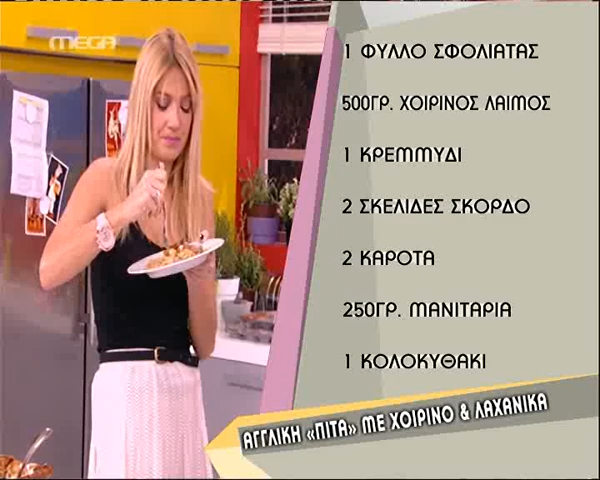 MEGA
1 ΦΥΛΛΟ ΣΦΟΛΙΑΤΑΣ
500ΓΡ. ΧΟΙΡΙΝΟΣ ΛΑΙΜΟΣ
1 ΚΡΕΜΜΥΔΙ
2 ΣΚΕΛΙΔΕΣ ΣΚΟΡΔΟ
2 ΚΑΡΟΤΑ
250ΓΡ. ΜΑΝΙΤΑΡΙΑ
1 ΚΟΛΟΚΥΘΑΚΙ
ΑΓΓΛΙΚΗ «ΠΙΤΑ» ΜΕ ΧΟΙΡΙΝΟ & ΛΑΧΑΝΙΚΑ